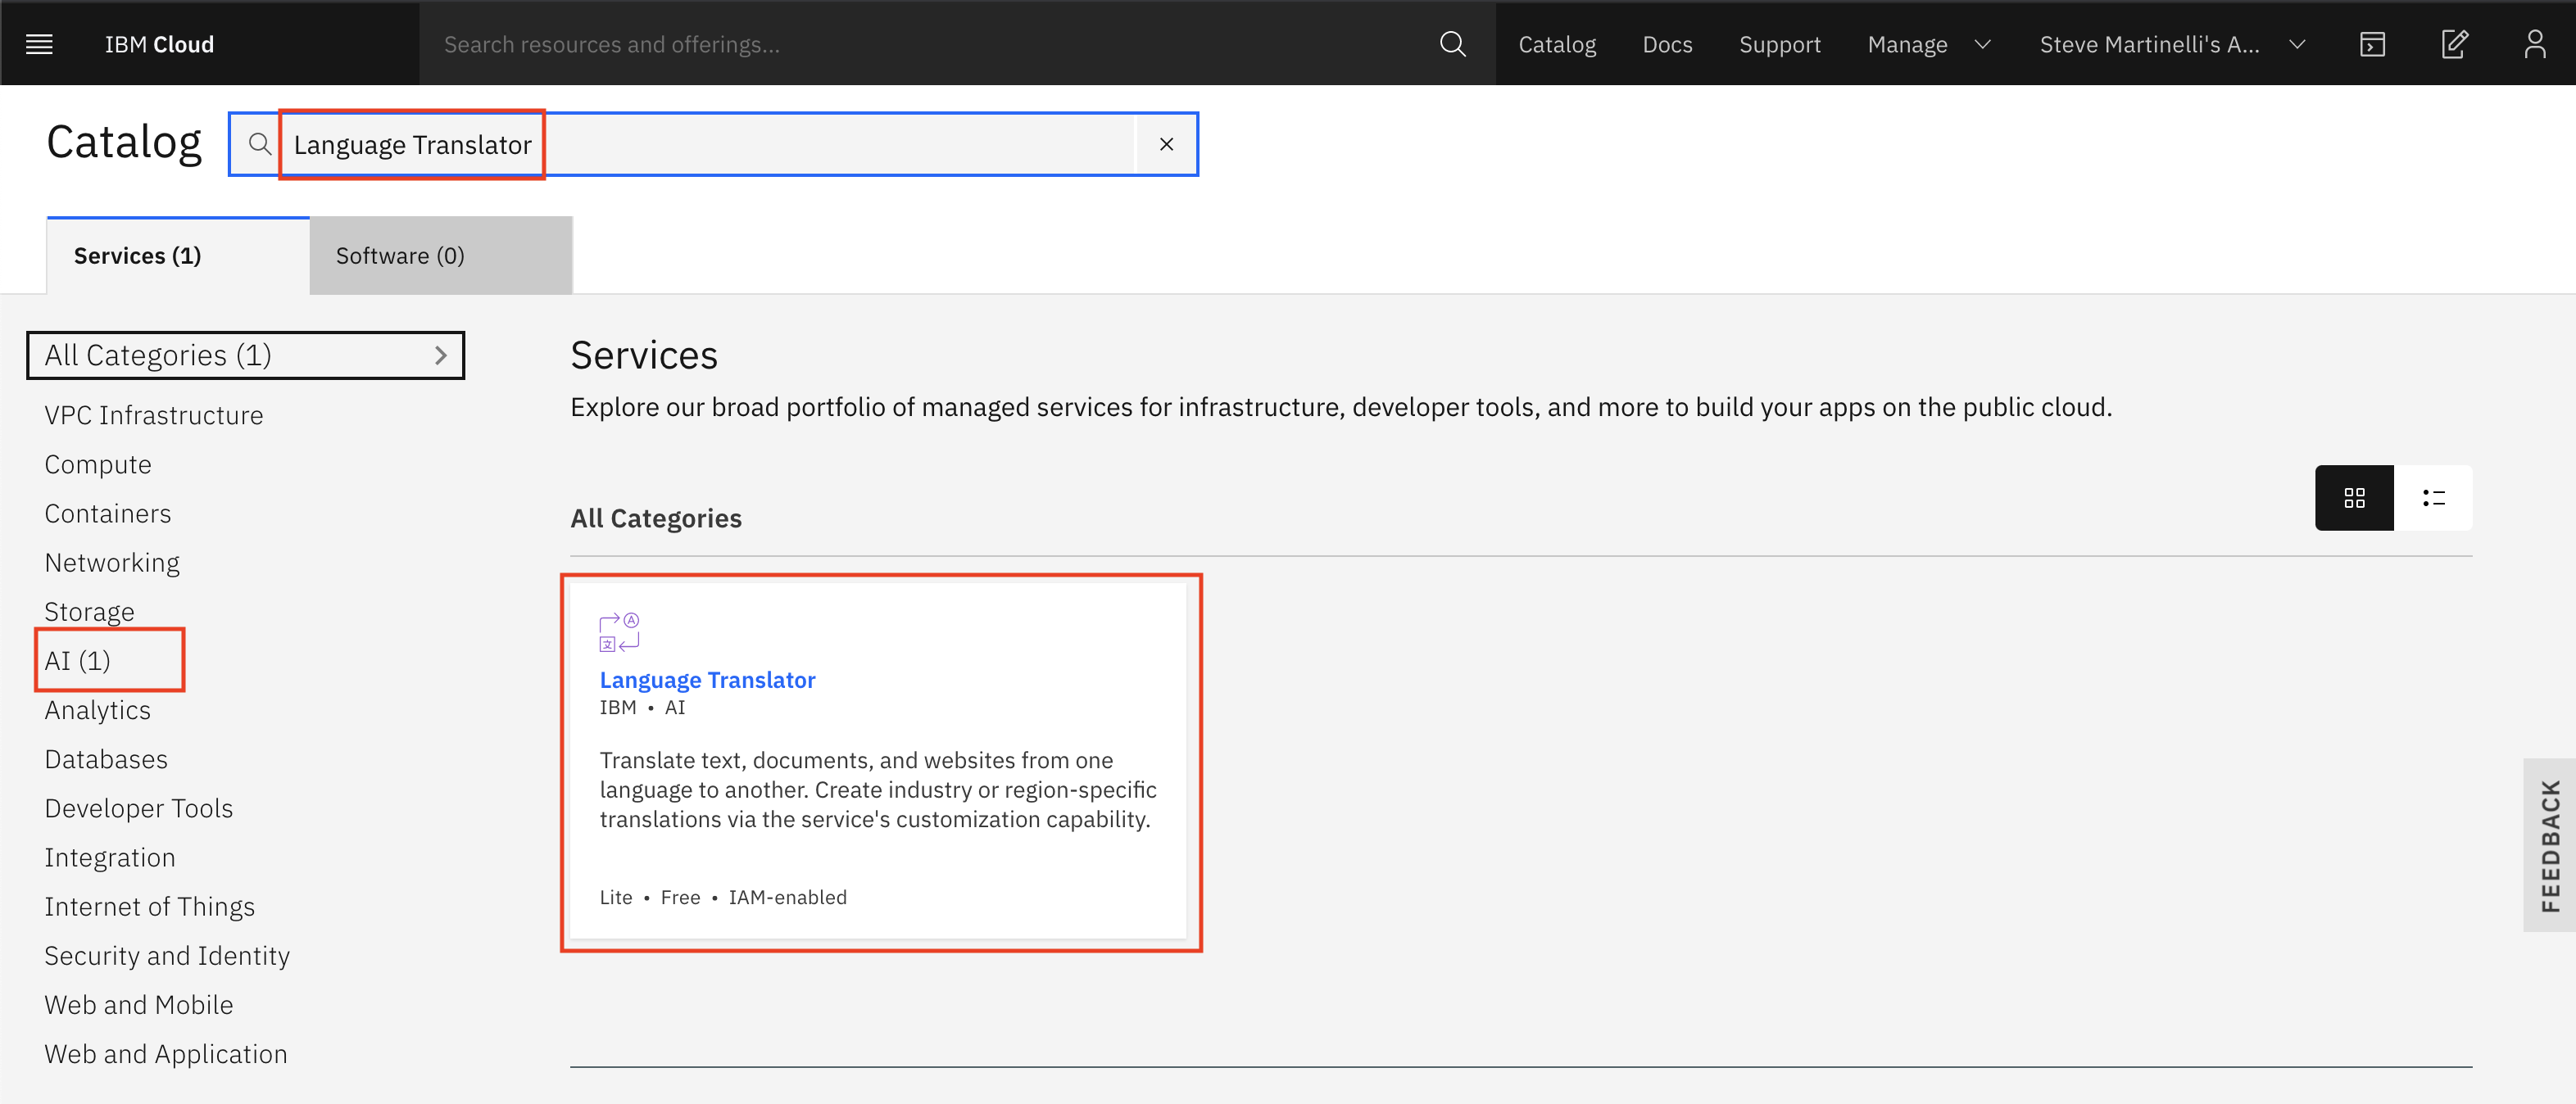 IBM Cloud
Search resources and offerings...
Catalog
Docs
Support
Manage
Steve Martinelli's A...
Catalog
Language Translator
Services (1)
Software (0)
All Categories (1)
VPC Infrastructure
Compute
Containers
Networking
Storage
AI (1)
Analytics
Databases
Developer Tools
Integration
Internet of Things
Security and Identity
Web and Mobile
Web and Application
Services
Explore our broad portfolio of managed services for infrastructure, developer tools, and more to build your apps on the public cloud.
All Categories
A
文
Language Translator
IBM • AI
Translate text, documents, and websites from one
language to another. Create industry or region-specific
translations via the service's customization capability.
Lite • Free • IAM-enabled
FEEDBACK